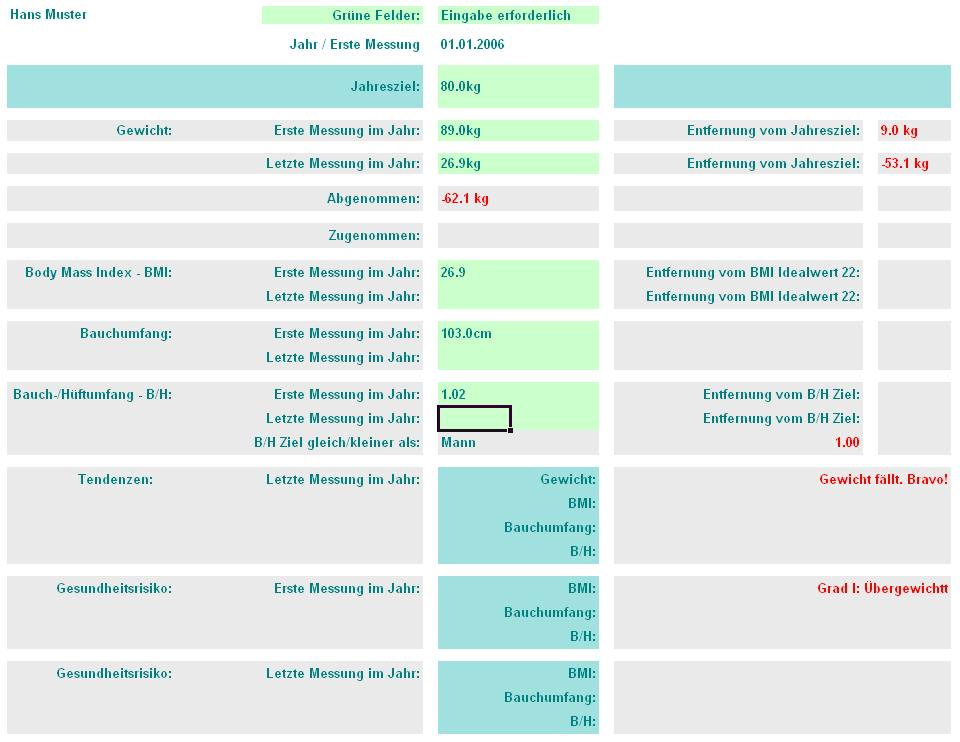 Hans Muster Grüne Felder: Eingabe erforderlich
Jahr / Erste Messung 01.01.2006
Jahresziel: 80.0kg
Gewicht: Erste Messung im Jahr: 89.0kg Entfernung vom Jahresziel: 9.0 kg
Letzte Messung im Jahr: 26.9kg Entfernung vom Jahresziel: -53.1 kg
Abgenommen: -62.1 kg
Zugenommen:
Body Mass Index - BMI: Erste Messung im Jahr: 26.9 Entfernung vom BMI Idealwert 22:
Letzte Messung im Jahr: Entfernung vom BMI Idealwert 22:
Bauchumfang: Erste Messung im Jahr: 103.0cm
Letzte Messung im Jahr:
Bauch-/Hüftumfang - B/H: Erste Messung im Jahr: 1.02 Entfernung vom B/H Ziel:
Letzte Messung im Jahr: Entfernung vom B/H Ziel:
B/H Ziel gleich/kleiner als: Mann 1.00
Tendenzen: Letzte Messung im Jahr: Gewicht: Gewicht fällt. Bravo!
BMI:
Bauchumfang:
B/H:
Gesundheitsrisiko: Erste Messung im Jahr: BMI: Grad I: Übergewichtt
Bauchumfang:
B/H:
Gesundheitsrisiko: Letzte Messung im Jahr: BMI:
Bauchumfang:
B/H: